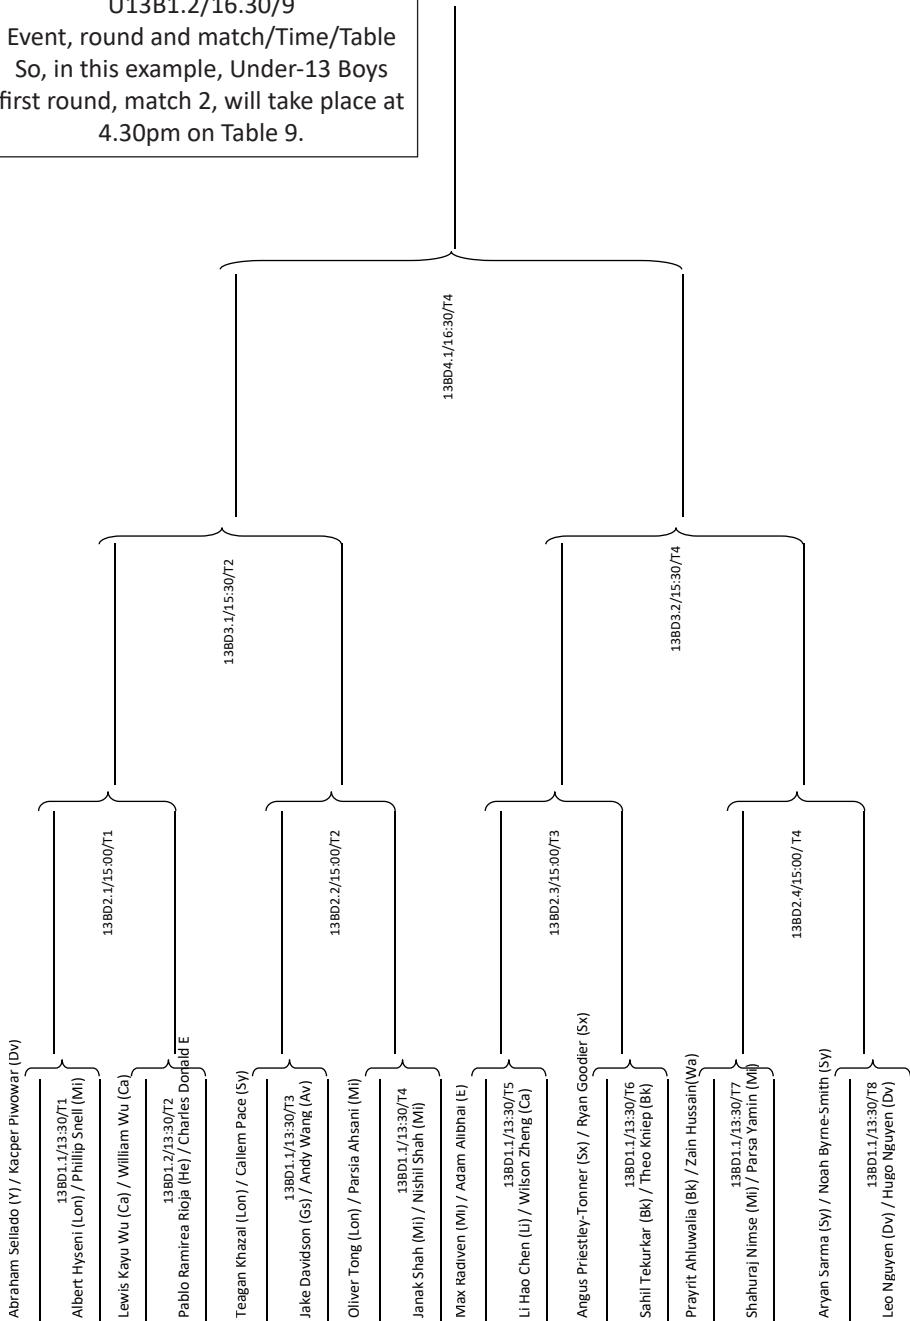 U13B1.2/16.30/9
Event, round and match/Time/Table
So, in this example, Under-13 Boys
first round, match 2, will take place at
4.30pm on Table 9.
13BD4.1/16:30/T4
13BD3.1/15:30/T2
13BD3.2/15:30/T4
13BD2.1/15:00/T1
13BD2.2/15:00/T2
13BD2.3/15:00/T3
13BD2.4/15:00/ T4
Abraham Sellado (Y) / Kacper Piwowar (Dv)
13BD1.1/13:30/T1
Albert Hyseni (Lon) / Phillip Snell (Mi)
Lewis Kayu Wu (Ca) / William Wu (Ca)
13BD1.2/13:30/T2
Pablo Ramirea Rioja (He) / Charles Donald E
Teagan Khazal (Lon) / Callem Pace (Sy)
13BD1.1/13:30/T3
Jake Davidson (Gs) / Andy Wang (Av)
Oliver Tong (Lon) / Parsia Ahsani (Mi)
13BD1.1/13:30/T4
Janak Shah (Mi) / Nishil Shah (Mi)
Max Radiven (Mi) / Adam Alibhai (E)
13BD1.1/13:30/T5
Li Hao Chen (Li) / Wilson Zheng (Ca)
Angus Priestley-Tonner (Sx) / Ryan Goodier (Sx)
13BD1.1/13:30/T6
Sahil Tekurkar (Bk) / Theo Kniep (Bk)
Prayrit Ahluwalia (Bk) / Zain Hussain(Wa)
13BD1.1/13:30/T7
Shahuraj Nimse (Mi) / Parsa Yamin (Mi)
Aryan Sarma (Sy) / Noah Byrne-Smith (Sy)
13BD1.1/13:30/T8
Leo Nguyen (Dv) / Hugo Nguyen (Dv)